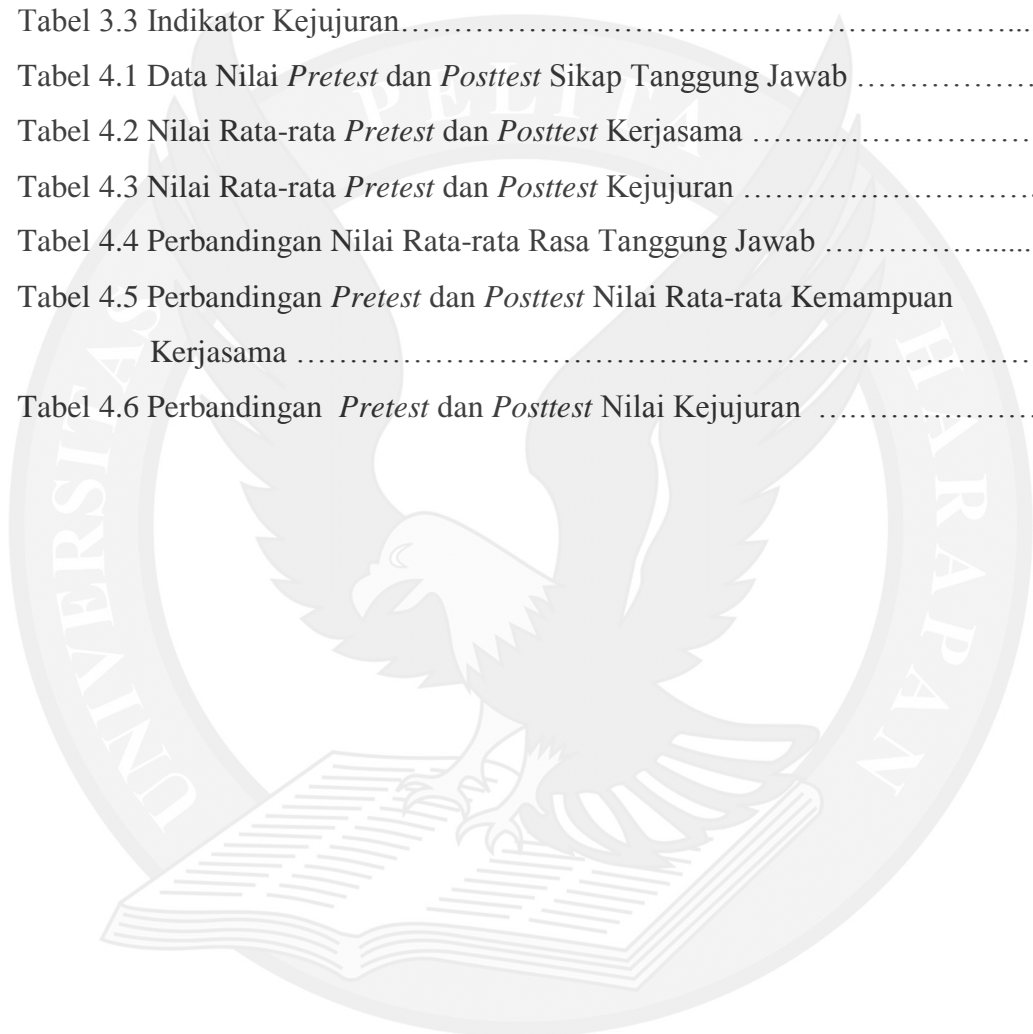 Tabel 3.3 Indikator Kejujuran…………………………………………………...
Tabel 4.1 Data Nilai Pretest dan Posttest Sikap Tanggung Jawab ………………
Tabel 4.2 Nilai Rata-rata Pretest dan Posttest Kerjasama ……...………………
Tabel 4.3 Nilai Rata-rata Pretest dan Posttest Kejujuran ………………………
Tabel 4.4 Perbandingan Nilai Rata-rata Rasa Tanggung Jawab ……………......
Tabel 4.5 Perbandingan Pretest dan Posttest Nilai Rata-rata Kemampuan
Kerjasama ……………………………………………………………
Tabel 4.6 Perbandingan Pretest dan Posttest Nilai Kejujuran …………………
UNIVERSITAS PELITA HARAPAN